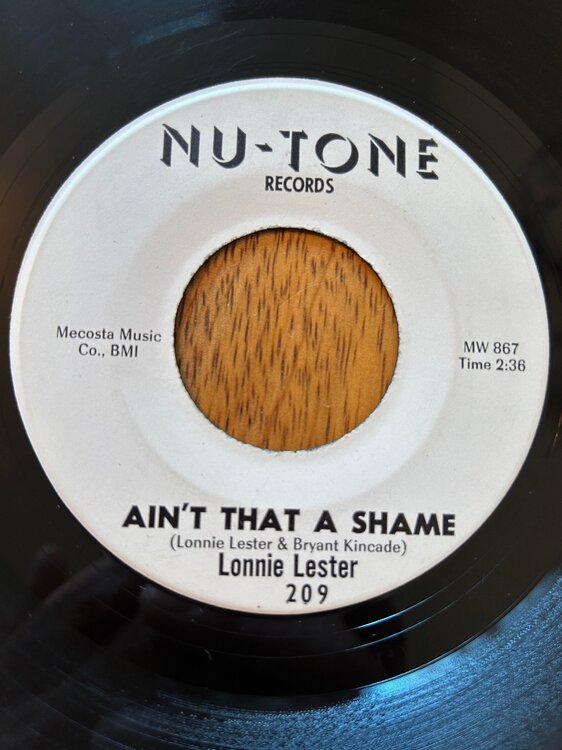 NU-TONE
RECORDS
Mecosta Music
Co., BMI
MW 867
Time 2:36
AIN'T THAT A SHAME
(Lonnie Lester & Bryant Kincade)
Lonnie Lester
209